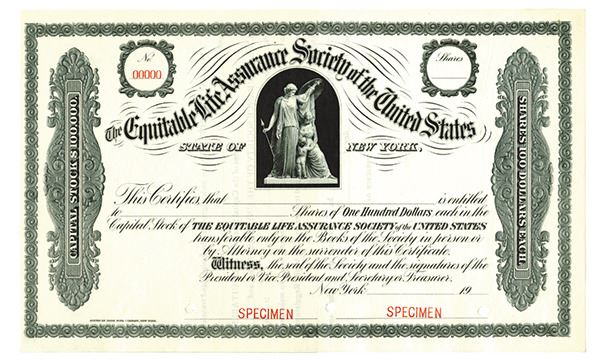 No.
00000
Shares
The Equitable Life Assurance Society of the United States
STATE OF NEW YORK,
CAPITAL STOCK $100,000.
SHARES 100 DOLLARS EACH.
This Certifies, that is entitled
to Shares of One Hundred Dollars each in the
Capital Stock of THE EQUITABLE LIFE ASSURANCE SOCIETY of the UNITED STATES
transferable only on the Books of the Society in person or
by Attorney on the surrender of this Certificate.
Witness, the seal of the Society and the signatures of the
President or Vice President and Secretary or Treasurer.
New York 19
SPECIMEN SPECIMEN